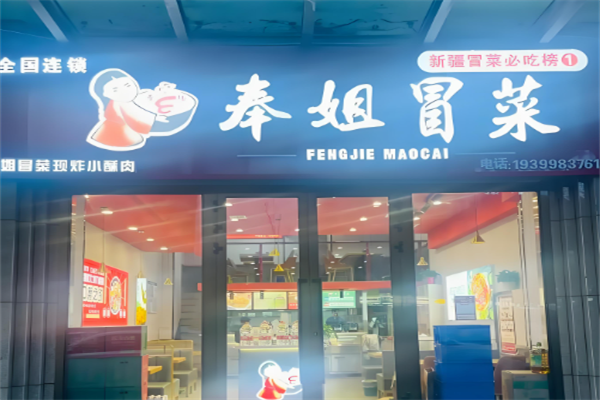 全国连锁
新疆冒菜必吃榜1
奉姐冒菜
FENGJIE MAOCAI
姐冒菜现炸小酥肉
电话:1939983761